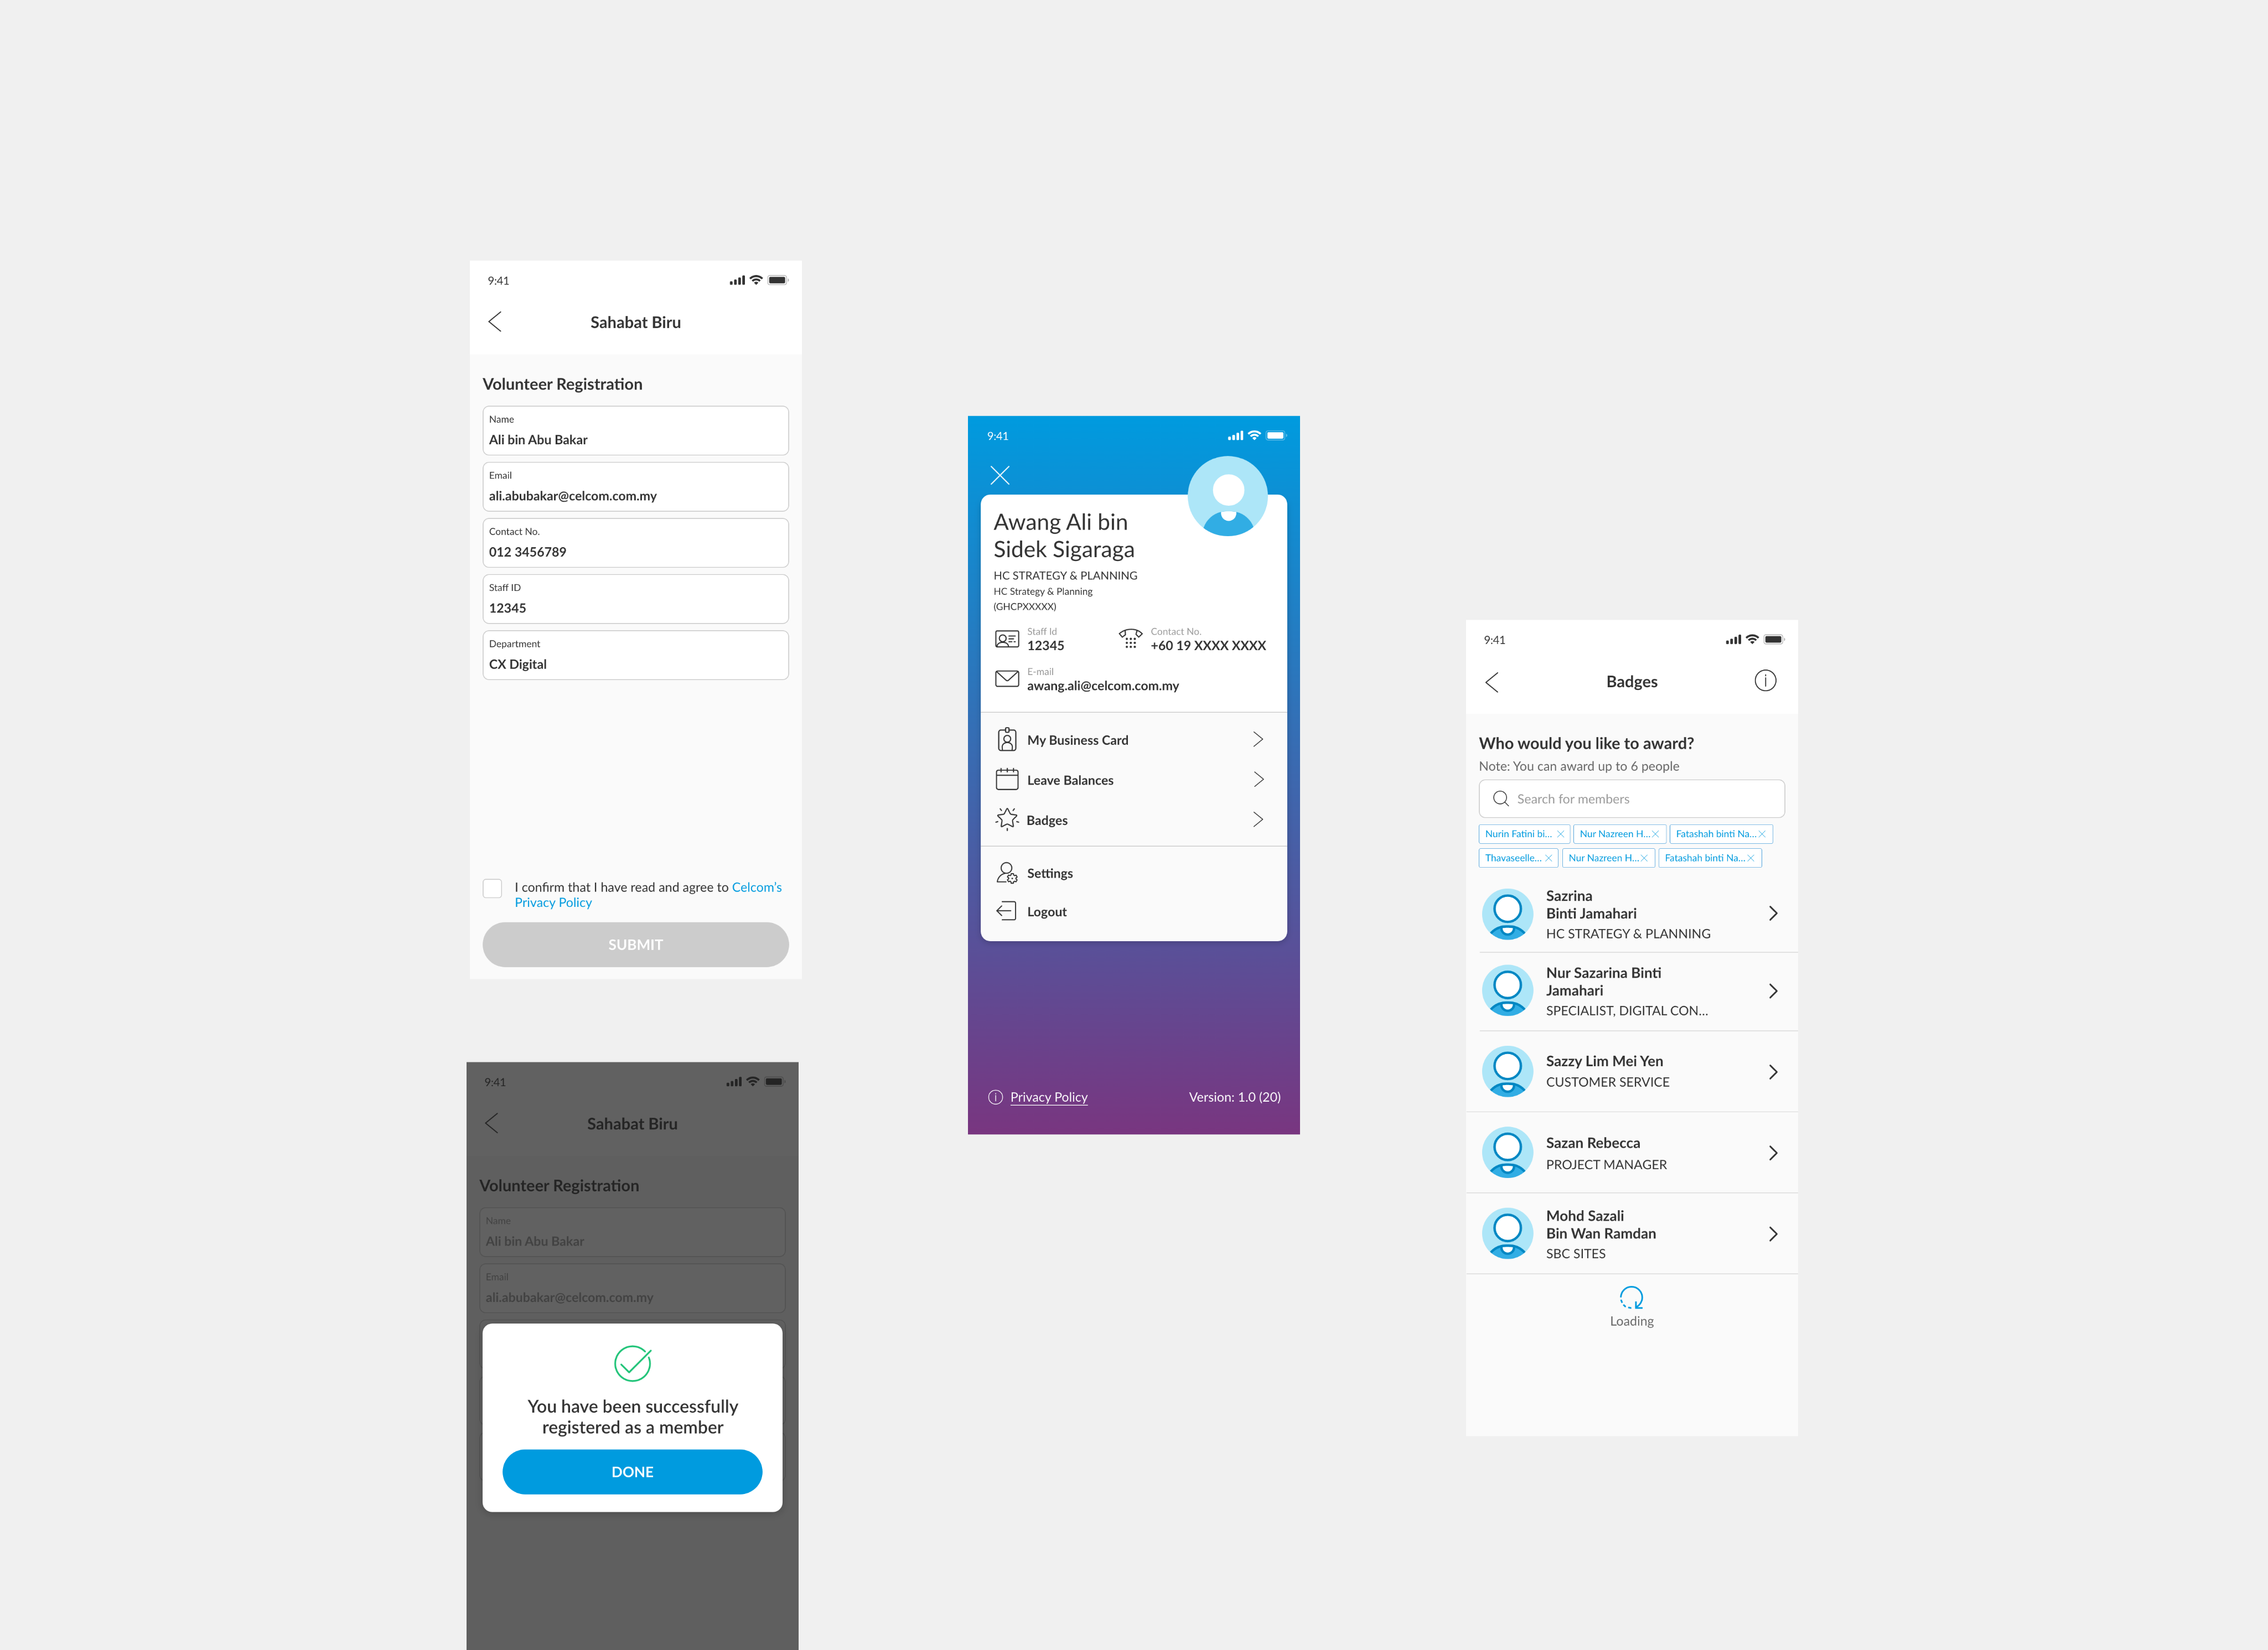 9:41
Sahabat Biru
Volunteer Registration
Name
Ali bin Abu Bakar
Email
ali.abubakar@celcom.com.my
Contact No.
012 3456789
Staff ID
12345
Department
CX Digital
I confirm that I have read and agree to Celcom's
Privacy Policy
SUBMIT
9:41
Sahabat Biru
Volunteer Registration
Name
Ali bin Abu Bakar
Email
ali.abubakar@celcom.com.my
You have been successfully
registered as a member
DONE
9:41
Awang Ali bin
Sidek Sigaraga
HC STRATEGY & PLANNING
HC Strategy & Planning
(GHCPXXXXX)
Staff Id
12345
Contact No.
+60 19 XXXX XXXX
E-mail
awang.ali@celcom.com.my
My Business Card
Leave Balances
Badges
Settings
Logout
Privacy Policy
Version: 1.0 (20)
9:41
Badges
Who would you like to award?
Note: You can award up to 6 people
Search for members
Nurin Fatini bi... Nur Nazreen H... Fatashah binti Na...
Thavaseelle... Nur Nazreen H... Fatashah binti Na...
Sazrina
Binti Jamahari
HC STRATEGY & PLANNING
Nur Sazarina Binti
Jamahari
SPECIALIST, DIGITAL CON...
Sazzy Lim Mei Yen
CUSTOMER SERVICE
Sazan Rebecca
PROJECT MANAGER
Mohd Sazali
Bin Wan Ramdan
SBC SITES
Loading